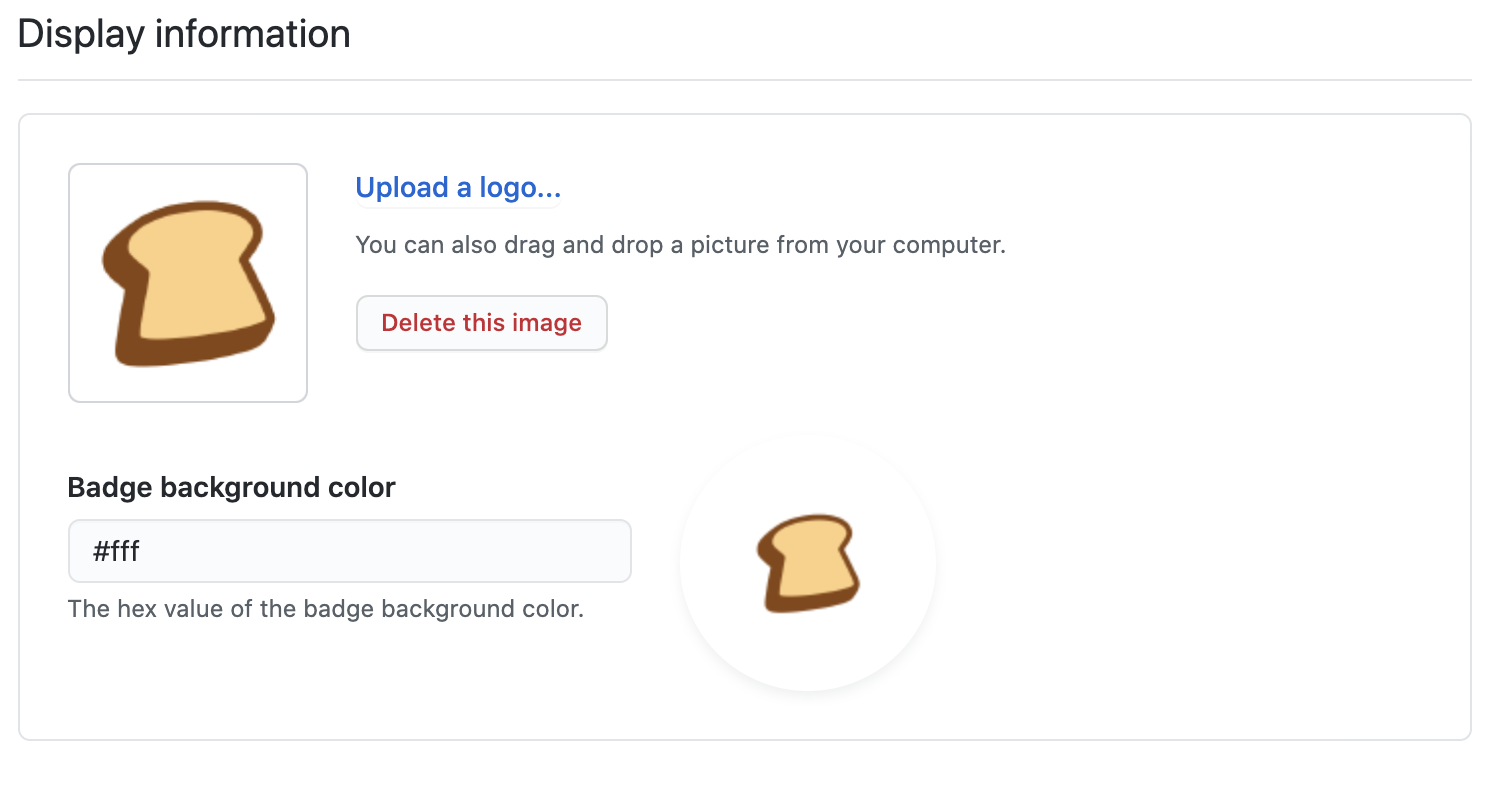 Display information
Upload a logo...
You can also drag and drop a picture from your computer.
Delete this image
Badge background color
#fff
The hex value of the badge background color.